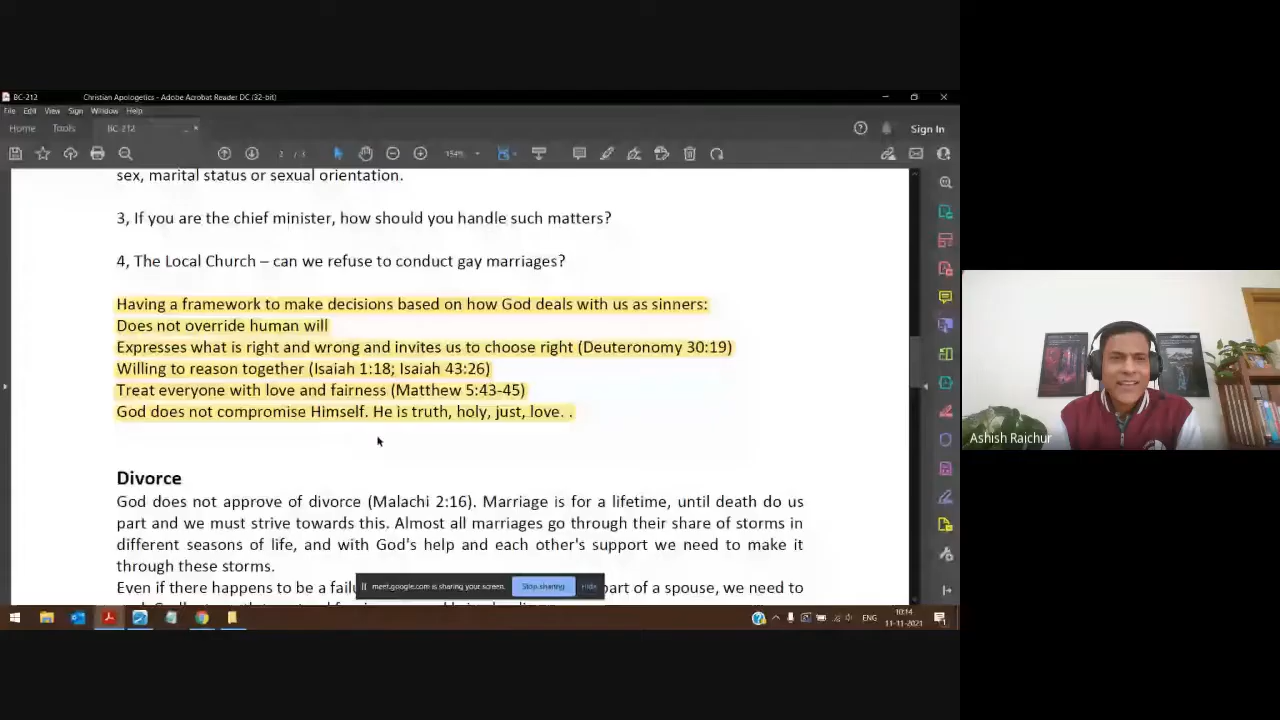 BC-212 Christian Apologetics - Adobe Acrobat Reader DC (32-bit)
File Edit View Sign Window Help
Home Tools BC-212 Sign In
2 / 3 154%
sex, marital status or sexual orientation.
3, If you are the chief minister, how should you handle such matters?
4, The Local Church – can we refuse to conduct gay marriages?
Having a framework to make decisions based on how God deals with us as sinners:
Does not override human will
Expresses what is right and wrong and invites us to choose right (Deuteronomy 30:19)
Willing to reason together (Isaiah 1:18; Isaiah 43:26)
Treat everyone with love and fairness (Matthew 5:43-45)
God does not compromise Himself. He is truth, holy, just, love. .
Divorce
God does not approve of divorce (Malachi 2:16). Marriage is for a lifetime, until death do us
part and we must strive towards this. Almost all marriages go through their share of storms in
different seasons of life, and with God's help and each other's support we need to make it
through these storms.
Even if there happens to be a failu part of a spouse, we need to
meet.google.com is sharing your screen. Stop sharing Hide
ENG 10:14
11-11-2021
Ashish Raichur